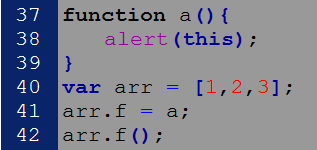 37 function a(){
38 alert(this);
39 }
40 var arr = [1,2,3];
41 arr.f = a;
42 arr.f();